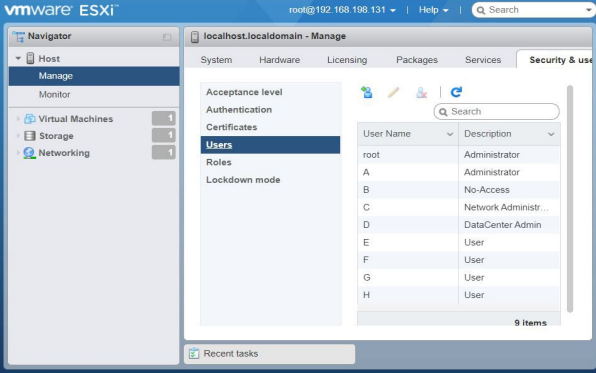 vmware ESXi™
root@192.168.198.131
Help
Search
Navigator
Host
Manage
Monitor
Virtual Machines 1
Storage 1
Networking 1
localhost.localdomain - Manage
System Hardware Licensing Packages Services Security & use
Acceptance level
Authentication
Certificates
Users
Roles
Lockdown mode
Search
User Name Description
root Administrator
A Administrator
B No-Access
C Network Administr...
D DataCenter Admin
E User
F User
G User
H User
9 items
Recent tasks